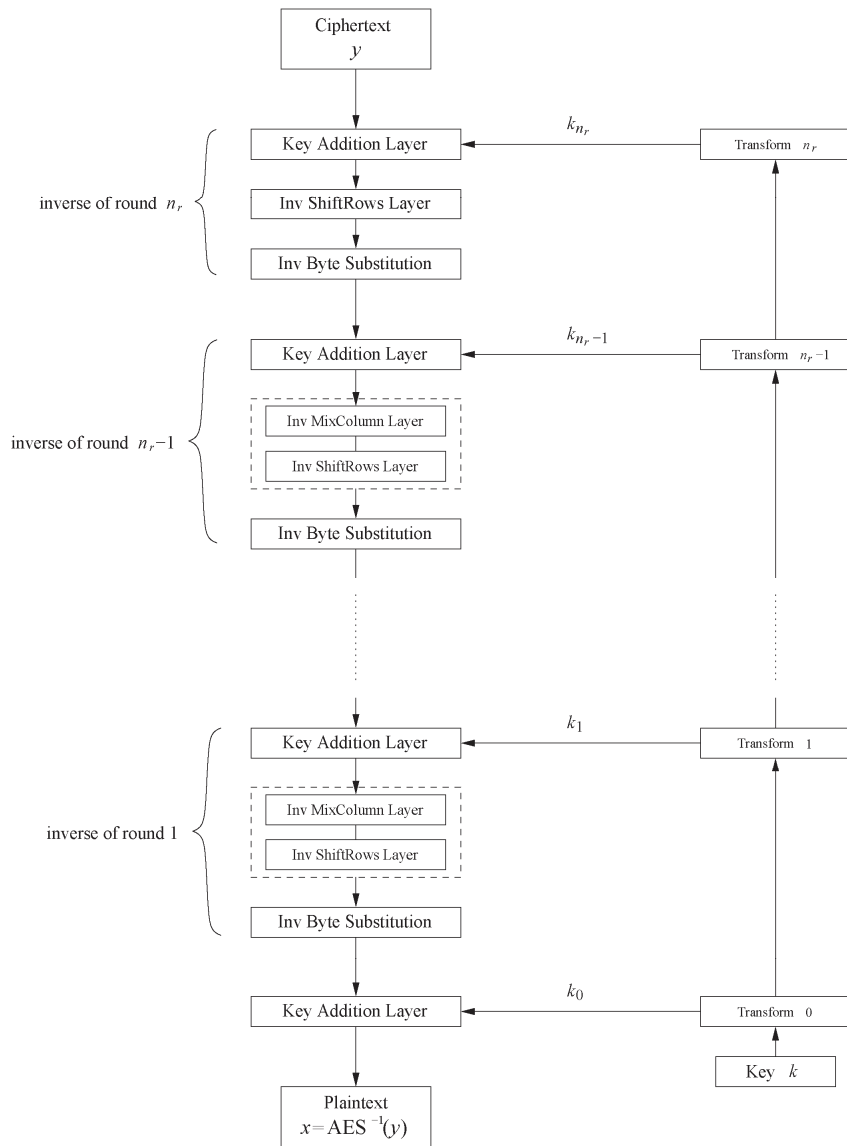 Ciphertext
y
Key Addition Layer
k_{n_r}
Transform n_r
inverse of round n_r
Inv ShiftRows Layer
Inv Byte Substitution
Key Addition Layer
k_{n_r−1}
Transform n_r−1
Inv MixColumn Layer
inverse of round n_r−1
Inv ShiftRows Layer
Inv Byte Substitution
Key Addition Layer
k_1
Transform 1
Inv MixColumn Layer
inverse of round 1
Inv ShiftRows Layer
Inv Byte Substitution
Key Addition Layer
k_0
Transform 0
Key k
Plaintext
x=AES⁻¹(y)